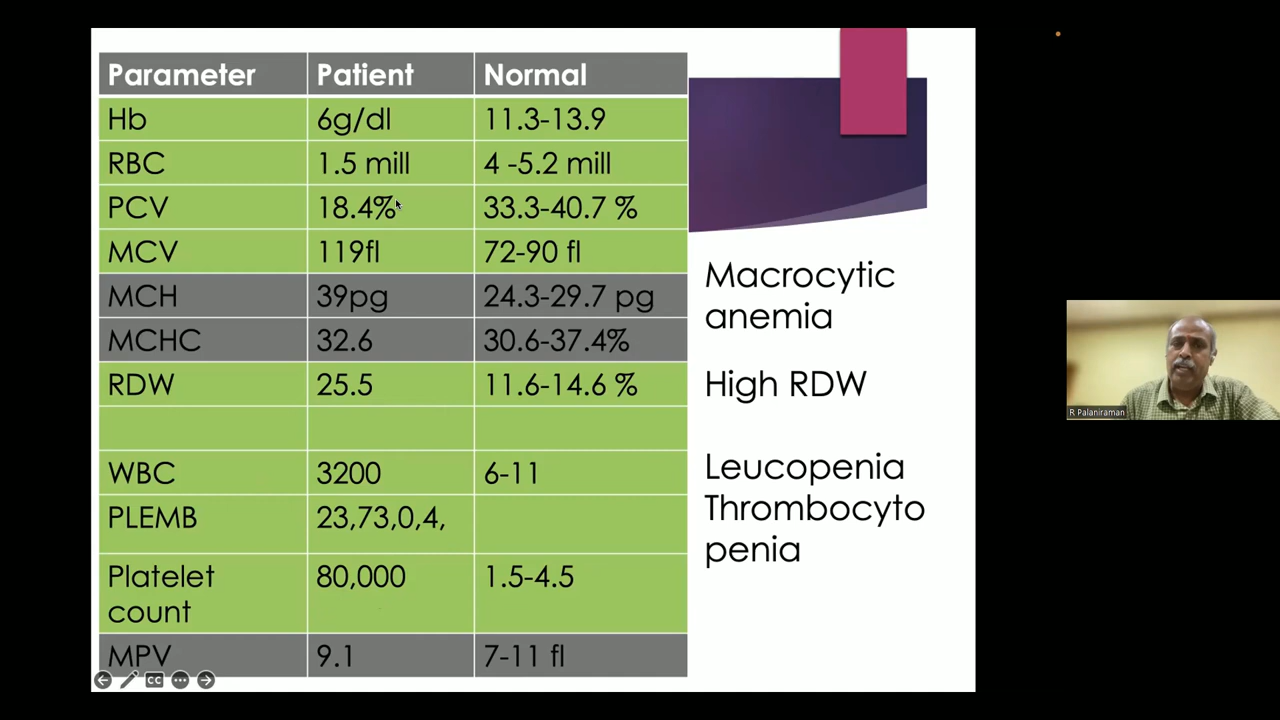 Parameter Patient Normal
Hb 6g/dl 11.3-13.9
RBC 1.5 mill 4 -5.2 mill
PCV 18.4% 33.3-40.7 %
MCV 119fl 72-90 fl
MCH 39pg 24.3-29.7 pg
MCHC 32.6 30.6-37.4%
RDW 25.5 11.6-14.6 %
WBC 3200 6-11
PLEMB 23,73,0,4,
Platelet 80,000 1.5-4.5
count
MPV 9.1 7-11 fl
CC
Macrocytic
anemia
High RDW
Leucopenia
Thrombocyto
penia
R Palaniraman